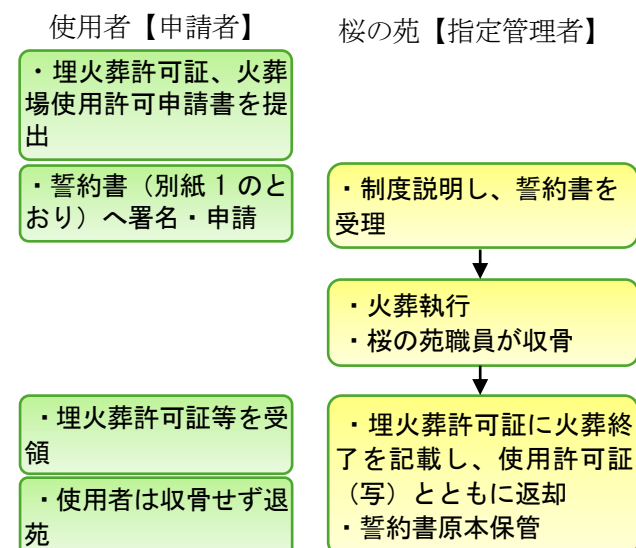 使用者【申請者】
桜の苑【指定管理者】
・埋火葬許可証、火葬
場使用許可申請書を提
出
・誓約書（別紙１のと
おり）へ署名・申請
・制度説明し、誓約書を
受理
・火葬執行
・桜の苑職員が収骨
・埋火葬許可証等を受
領
・使用者は収骨せず退
苑
・埋火葬許可証に火葬終
了を記載し、使用許可証
（写）とともに返却
・誓約書原本保管